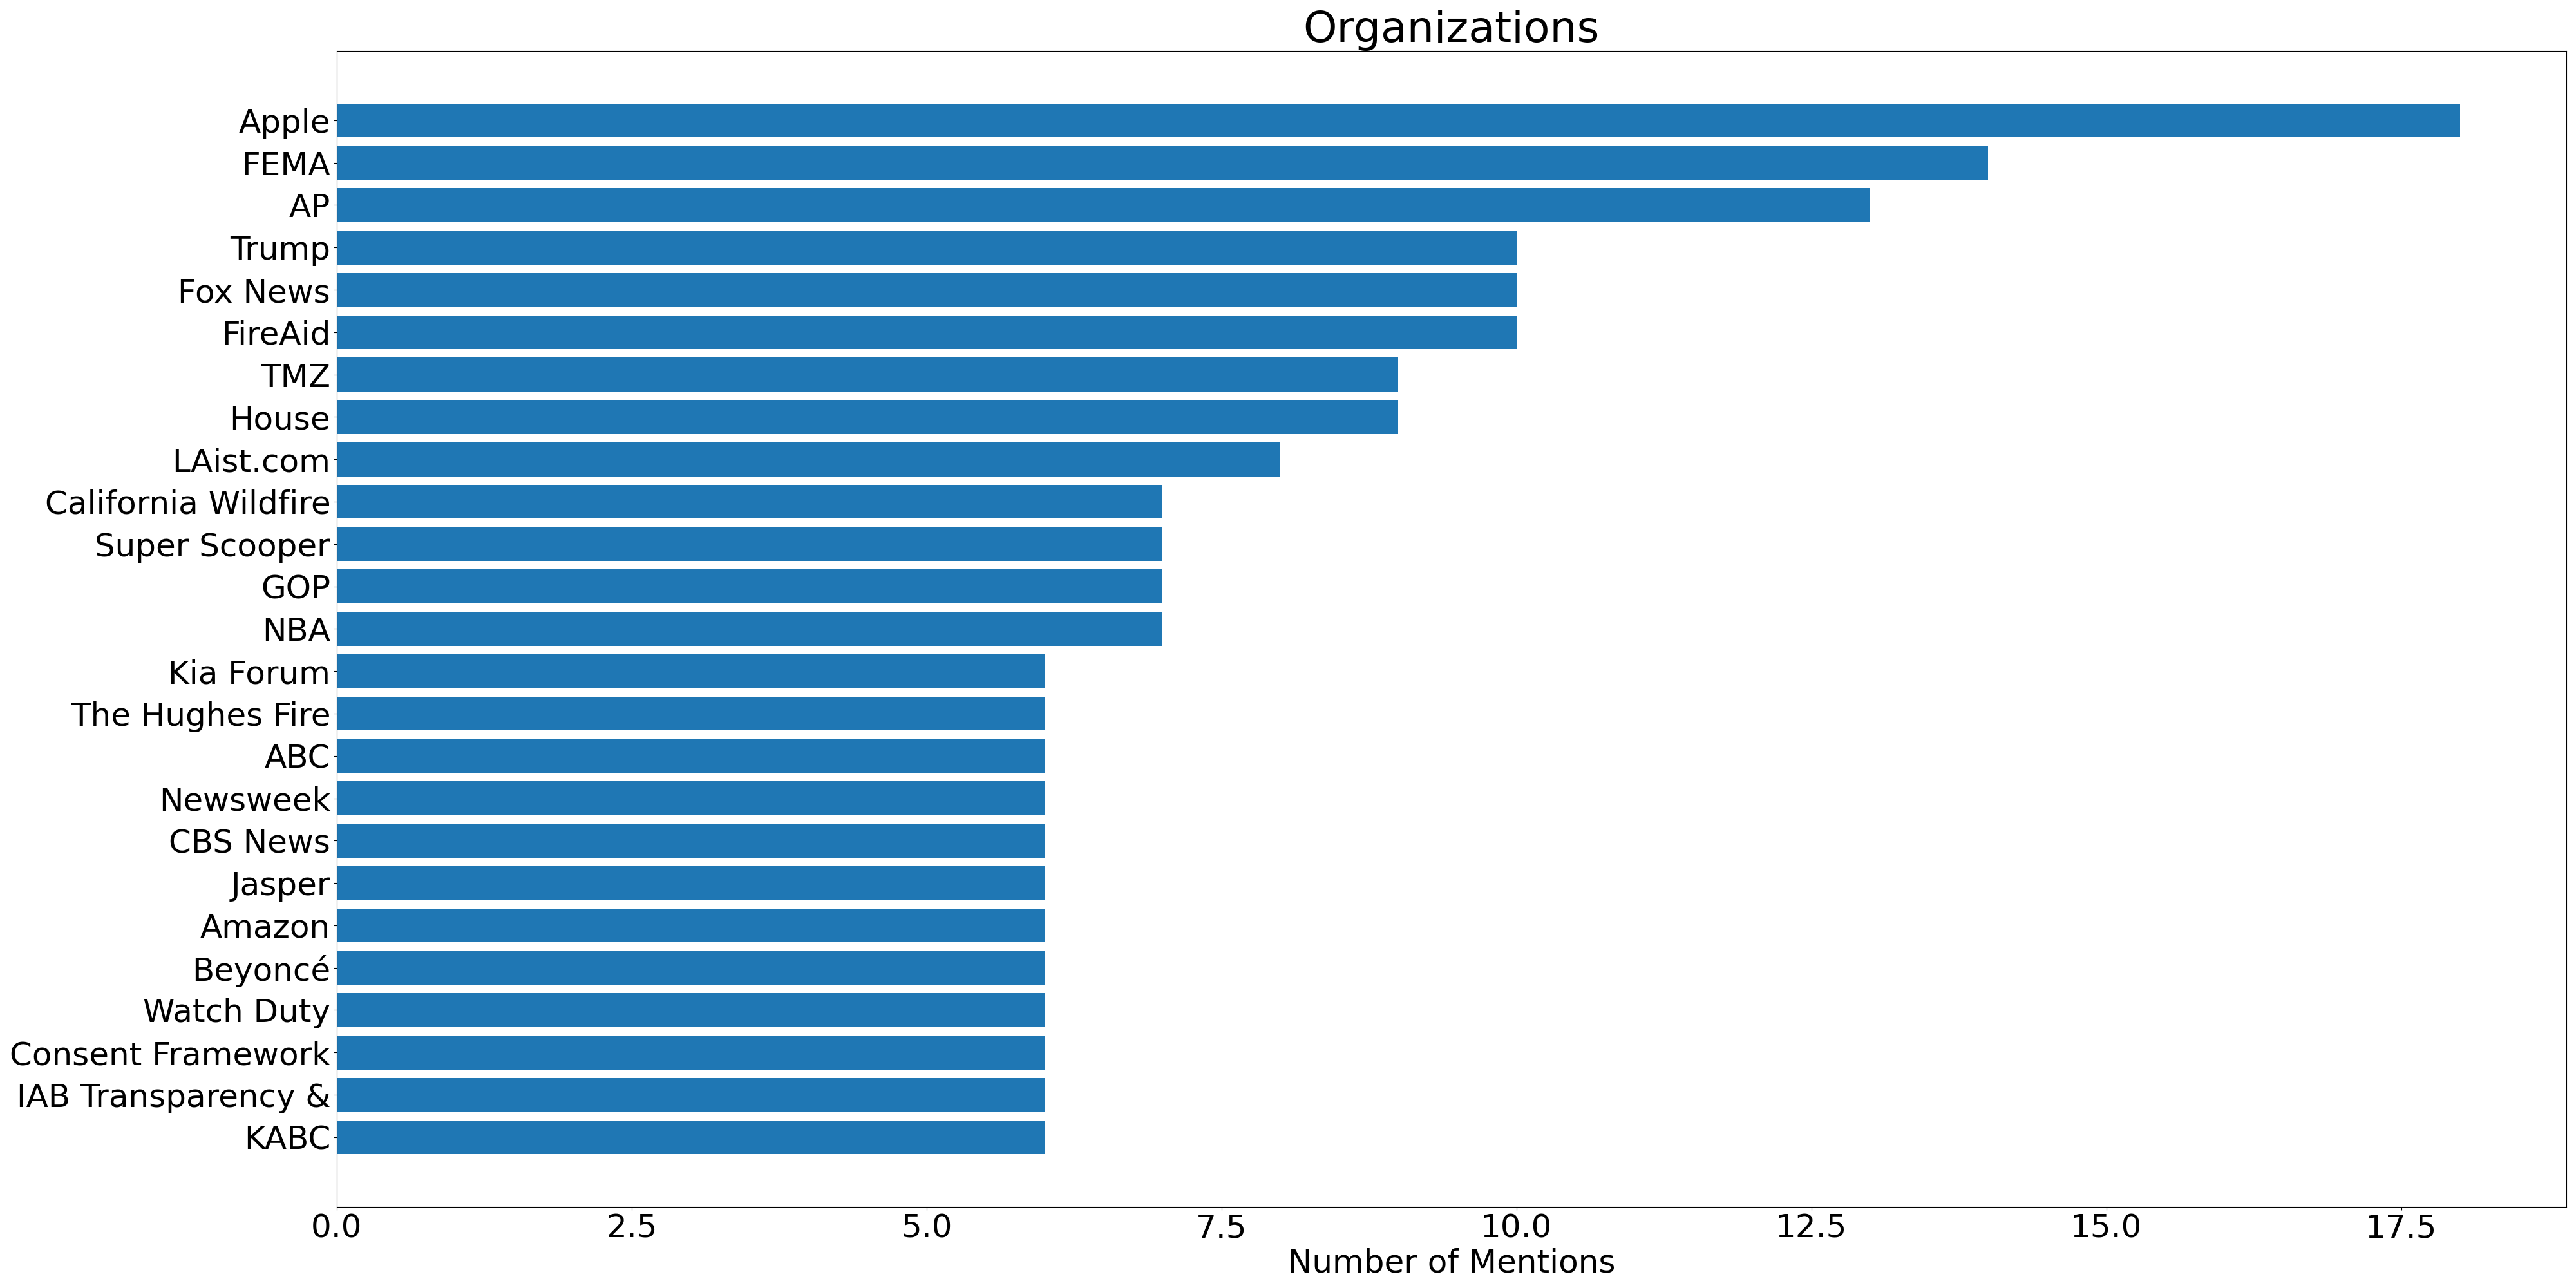 Organizations
Apple
FEMA
AP
Trump
Fox News
FireAid
TMZ
House
LAist.com
California Wildfire
Super Scooper
GOP
NBA
Kia Forum
The Hughes Fire
ABC
Newsweek
CBS News
Jasper
Amazon
Beyoncé
Watch Duty
Consent Framework
IAB Transparency &
KABC
0.0 2.5 5.0 7.5 10.0 12.5 15.0 17.5
Number of Mentions